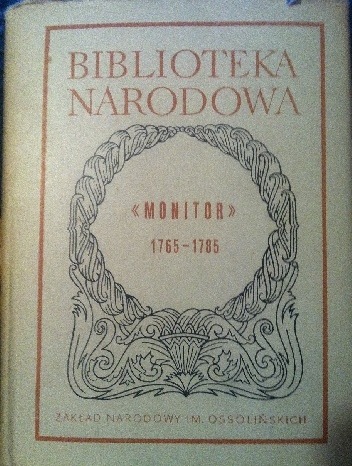 BIBLIOTEKA
NARODOWA
«MONITOR»
1765-1785
ZAKŁAD NARODOWY IM. OSSOLIŃSKICH